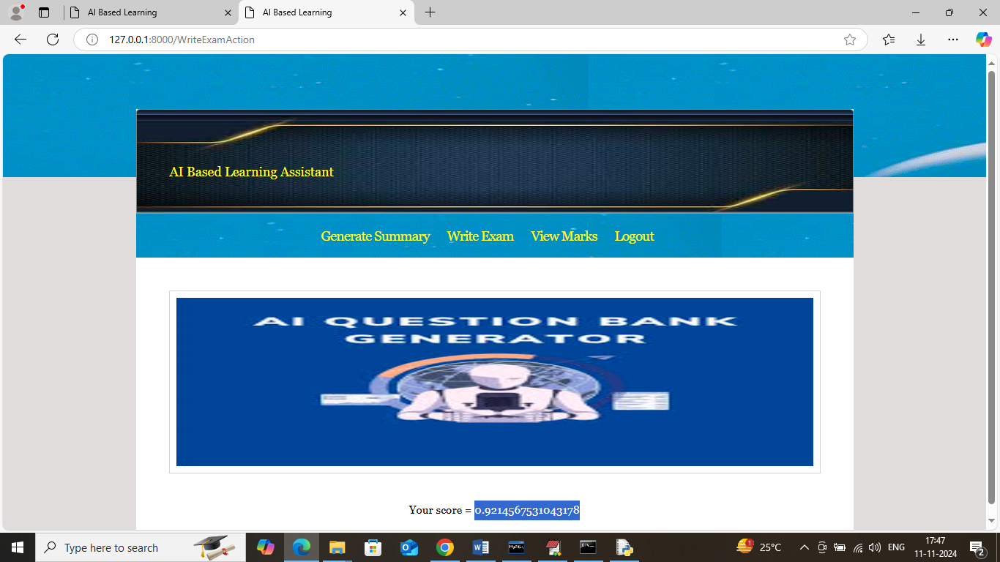 AI Based Learning
AI Based Learning
127.0.0.1:8000/WriteExamAction
AI Based Learning Assistant
Generate Summary Write Exam View Marks Logout
AI QUESTION BANK
GENERATOR
Your score = 0.9214567531043178
Type here to search
1
25°C
ENG
17:47
11-11-2024
2